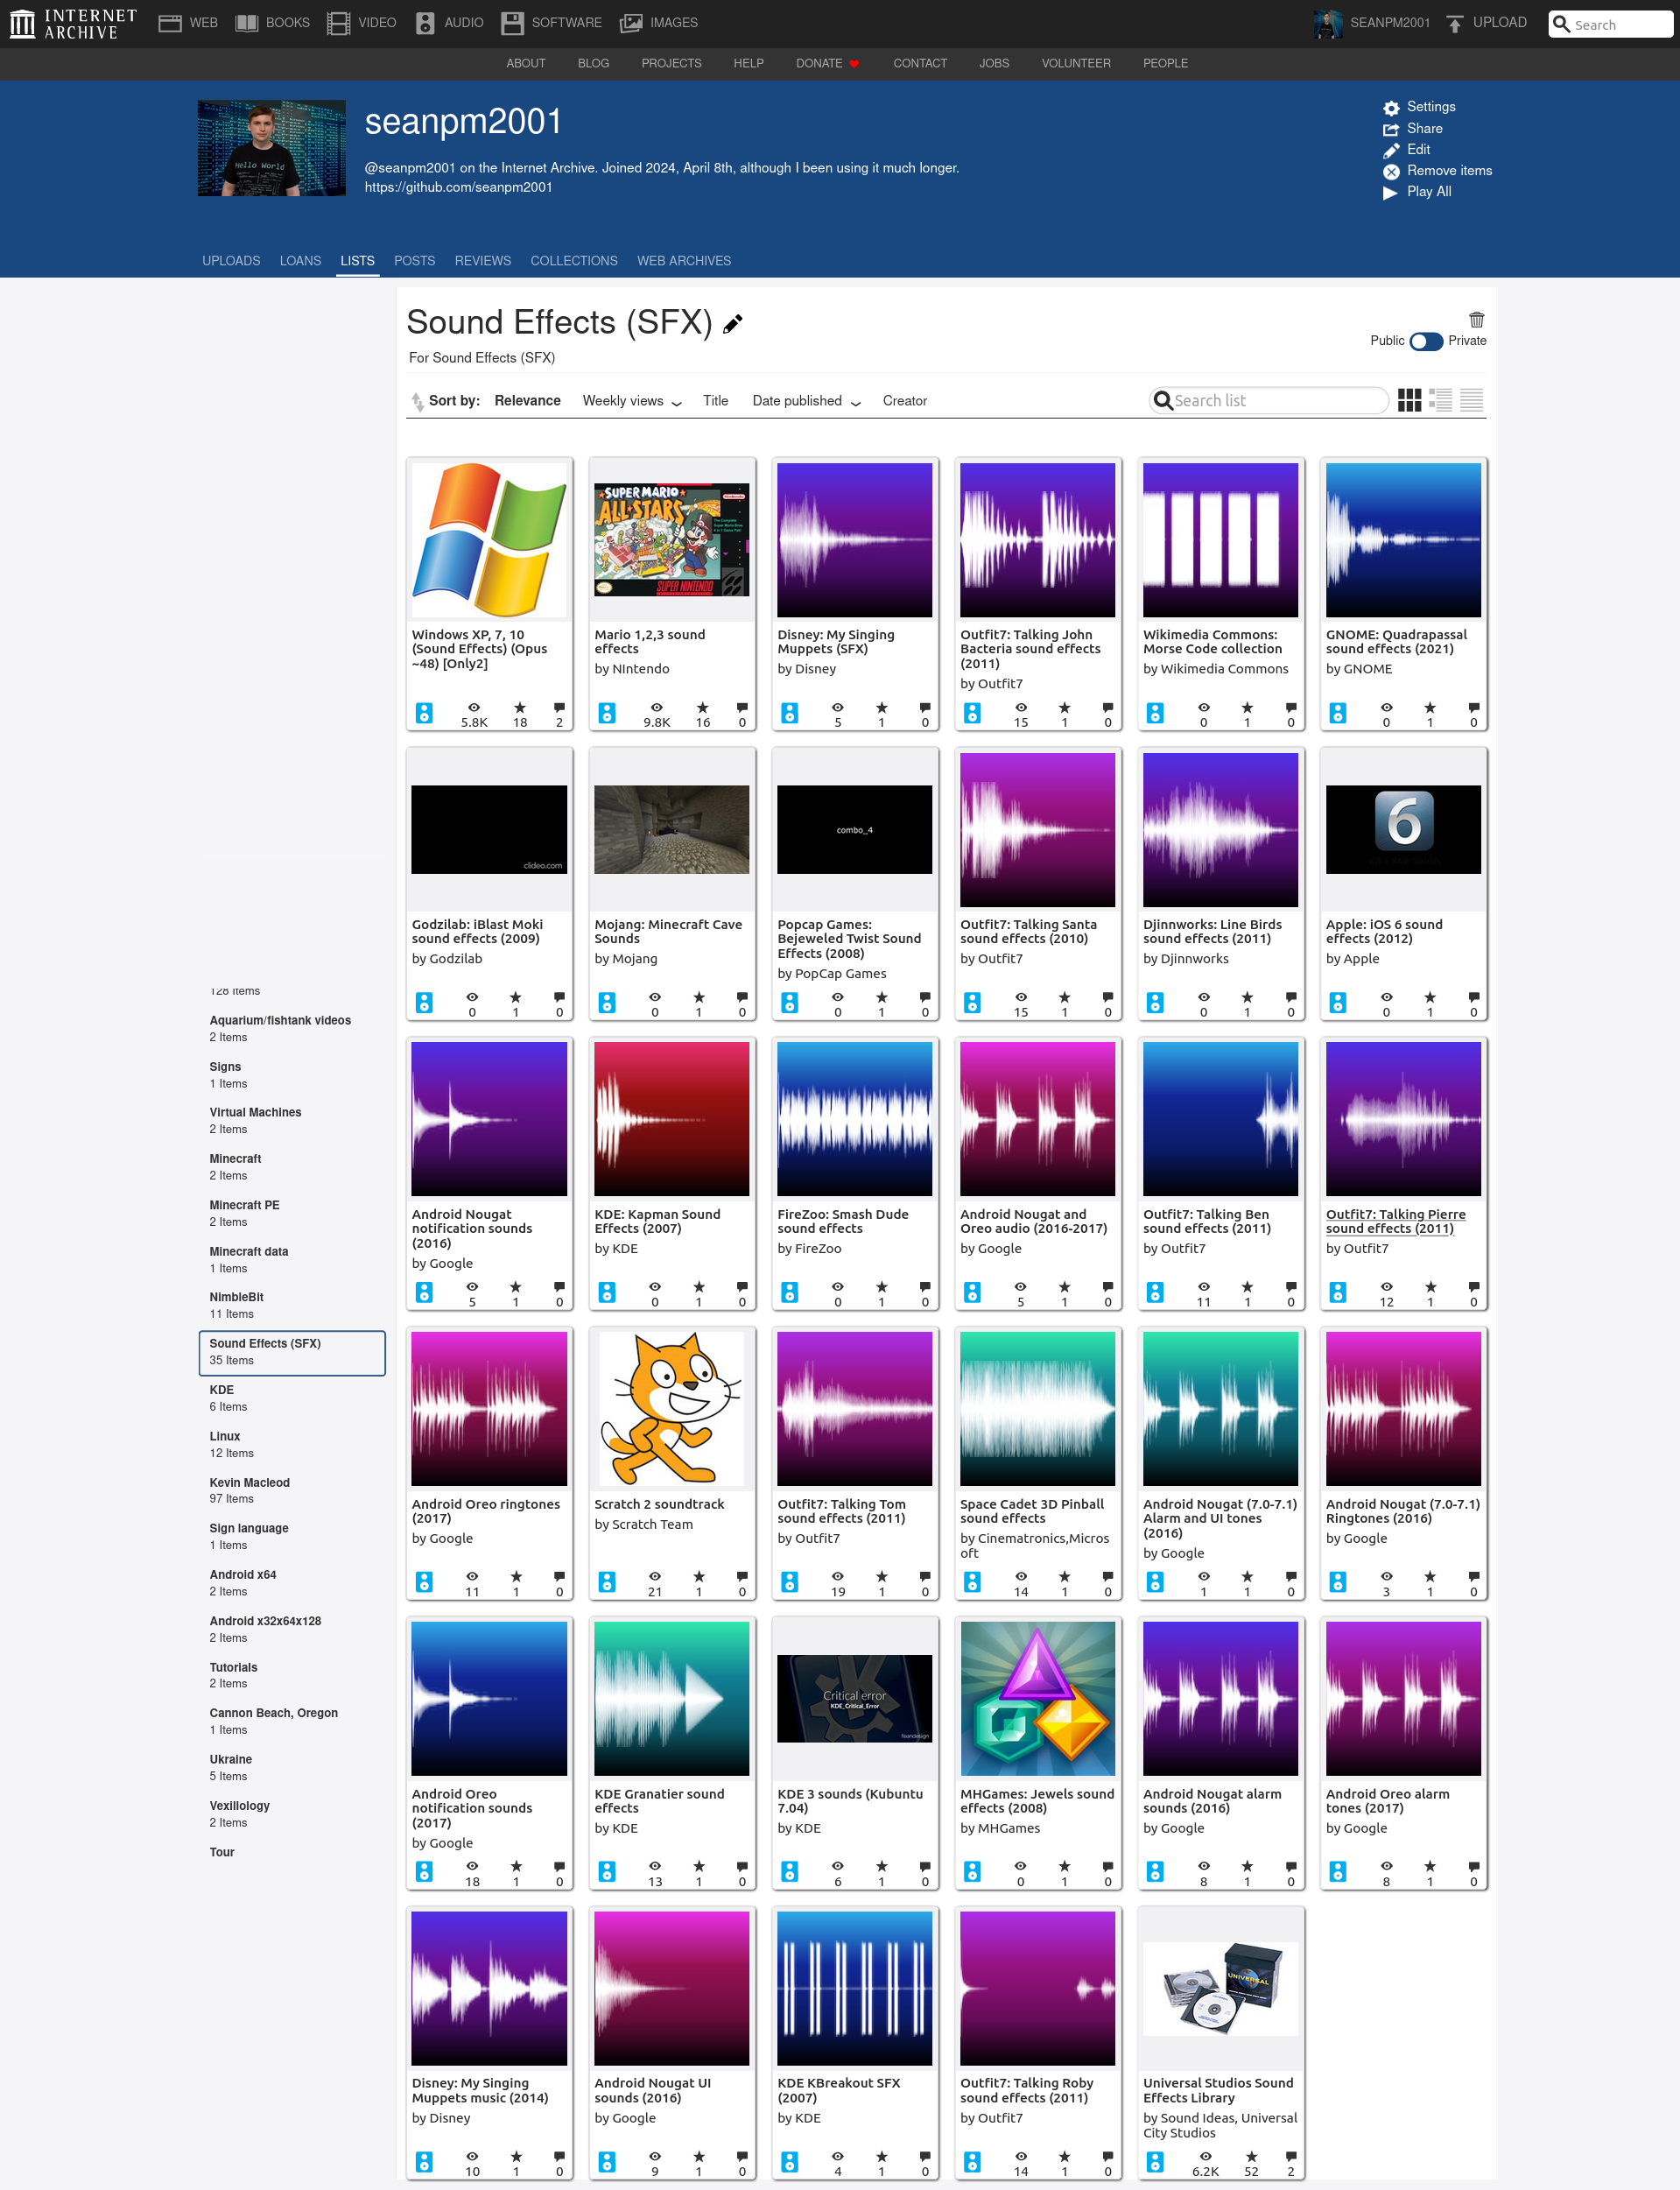 INTERNET
ARCHIVE
WEB
BOOKS
VIDEO
AUDIO
SOFTWARE
IMAGES
SEANPM2001
UPLOAD
Search
ABOUT
BLOG
PROJECTS
HELP
DONATE
CONTACT
JOBS
VOLUNTEER
PEOPLE
Hello World
seanpm2001
@seanpm2001 on the Internet Archive. Joined 2024, April 8th, although I been using it much longer.
https://github.com/seanpm2001
Settings
Share
Edit
Remove items
Play All
UPLOADS
LOANS
LISTS
POSTS
REVIEWS
COLLECTIONS
WEB ARCHIVES
Sound Effects (SFX)
For Sound Effects (SFX)
Public
Private
Sort by:
Relevance
Weekly views
Title
Date published
Creator
Search list
128 Items
Aquarium/fishtank videos
2 Items
Signs
1 Items
Virtual Machines
2 Items
Minecraft
2 Items
Minecraft PE
2 Items
Minecraft data
1 Items
NimbleBit
11 Items
Sound Effects (SFX)
35 Items
KDE
6 Items
Linux
12 Items
Kevin Macleod
97 Items
Sign language
1 Items
Android x64
2 Items
Android x32x64x128
2 Items
Tutorials
2 Items
Cannon Beach, Oregon
1 Items
Ukraine
5 Items
Vexillology
2 Items
Tour
Windows XP, 7, 10
(Sound Effects) (Opus
~48) [Only2]
5.8K
18
2
SUPER MARIO
ALL-STARS
SUPER NINTENDO
Mario 1,2,3 sound
effects
by NIntendo
9.8K
16
0
Disney: My Singing
Muppets (SFX)
by Disney
5
1
0
Outfit7: Talking John
Bacteria sound effects
(2011)
by Outfit7
15
1
0
Wikimedia Commons:
Morse Code collection
by Wikimedia Commons
0
1
0
GNOME: Quadrapassal
sound effects (2021)
by GNOME
0
1
0
clideo.com
Godzilab: iBlast Moki
sound effects (2009)
by Godzilab
0
1
0
Mojang: Minecraft Cave
Sounds
by Mojang
0
1
0
combo_4
Popcap Games:
Bejeweled Twist Sound
Effects (2008)
by PopCap Games
0
1
0
Outfit7: Talking Santa
sound effects (2010)
by Outfit7
15
1
0
Djinnworks: Line Birds
sound effects (2011)
by Djinnworks
0
1
0
6
Apple: iOS 6 sound
effects (2012)
by Apple
0
1
0
Android Nougat
notification sounds
(2016)
by Google
5
1
0
KDE: Kapman Sound
Effects (2007)
by KDE
0
1
0
FireZoo: Smash Dude
sound effects
by FireZoo
0
1
0
Android Nougat and
Oreo audio (2016-2017)
by Google
5
1
0
Outfit7: Talking Ben
sound effects (2011)
by Outfit7
11
1
0
Outfit7: Talking Pierre
sound effects (2011)
by Outfit7
12
1
0
Android Oreo ringtones
(2017)
by Google
11
1
0
Scratch 2 soundtrack
by Scratch Team
21
1
0
Outfit7: Talking Tom
sound effects (2011)
by Outfit7
19
1
0
Space Cadet 3D Pinball
sound effects
by Cinematronics,Micros
oft
14
1
0
Android Nougat (7.0-7.1)
Alarm and UI tones
(2016)
by Google
1
1
0
Android Nougat (7.0-7.1)
Ringtones (2016)
by Google
3
1
0
Android Oreo
notification sounds
(2017)
by Google
18
1
0
KDE Granatier sound
effects
by KDE
13
1
0
Critical error
KDE_Critical_Error
KDE 3 sounds (Kubuntu
7.04)
by KDE
6
1
0
MHGames: Jewels sound
effects (2008)
by MHGames
0
1
0
Android Nougat alarm
sounds (2016)
by Google
8
1
0
Android Oreo alarm
tones (2017)
by Google
8
1
0
Disney: My Singing
Muppets music (2014)
by Disney
10
1
0
Android Nougat UI
sounds (2016)
by Google
9
1
0
KDE KBreakout SFX
(2007)
by KDE
4
1
0
Outfit7: Talking Roby
sound effects (2011)
by Outfit7
14
1
0
UNIVERSAL
Universal Studios Sound
Effects Library
by Sound Ideas, Universal
City Studios
6.2K
52
2